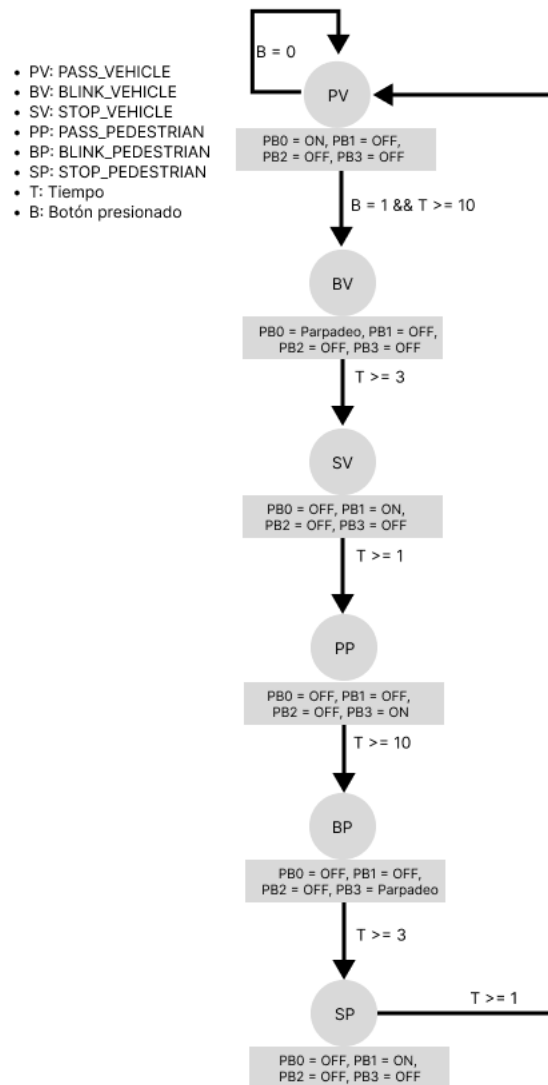 • PV: PASS_VEHICLE
• BV: BLINK_VEHICLE
• SV: STOP_VEHICLE
• PP: PASS_PEDESTRIAN
• BP: BLINK_PEDESTRIAN
• SP: STOP_PEDESTRIAN
• T: Tiempo
• B: Botón presionado
B = 0
PV
PB0 = ON, PB1 = OFF,
PB2 = OFF, PB3 = OFF
B = 1 && T >= 10
BV
PB0 = Parpadeo, PB1 = OFF,
PB2 = OFF, PB3 = OFF
T >= 3
SV
PB0 = OFF, PB1 = ON,
PB2 = OFF, PB3 = OFF
T >= 1
PP
PB0 = OFF, PB1 = OFF,
PB2 = OFF, PB3 = ON
T >= 10
BP
PB0 = OFF, PB1 = OFF,
PB2 = OFF, PB3 = Parpadeo
T >= 3
SP
T >= 1
PB0 = OFF, PB1 = ON,
PB2 = OFF, PB3 = OFF